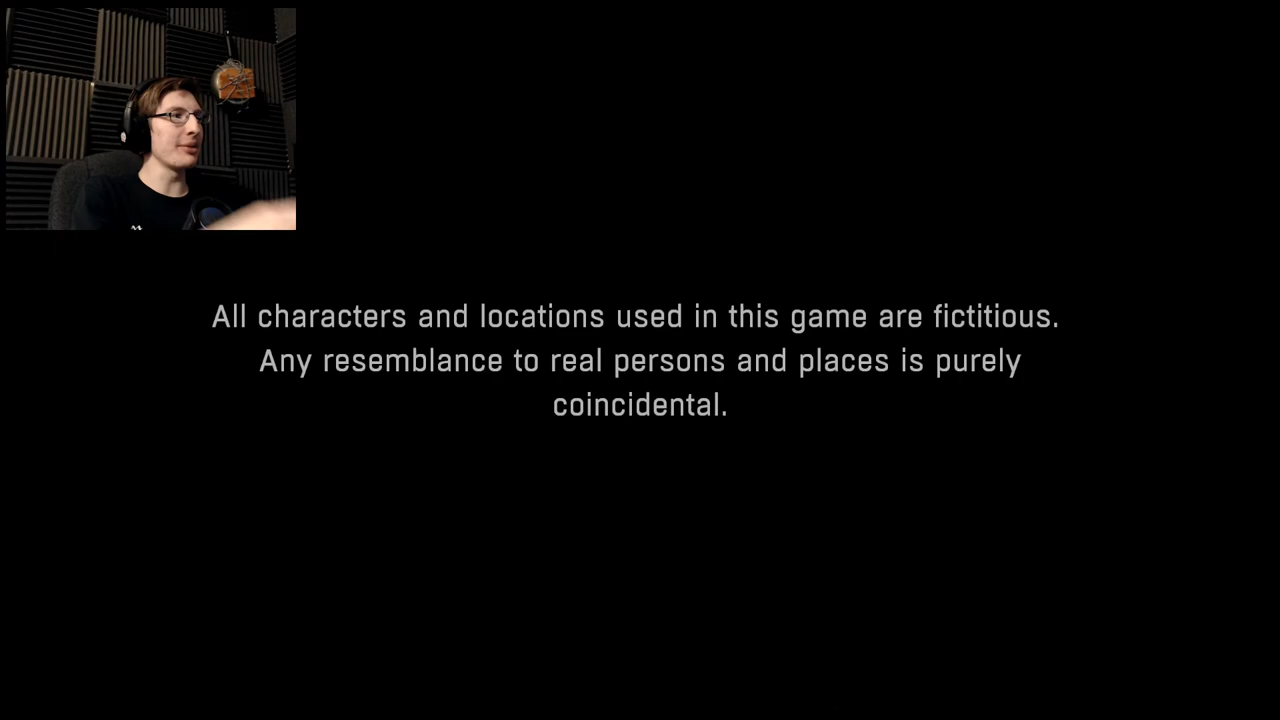 All characters and locations used in this game are fictitious.
Any resemblance to real persons and places is purely
coincidental.